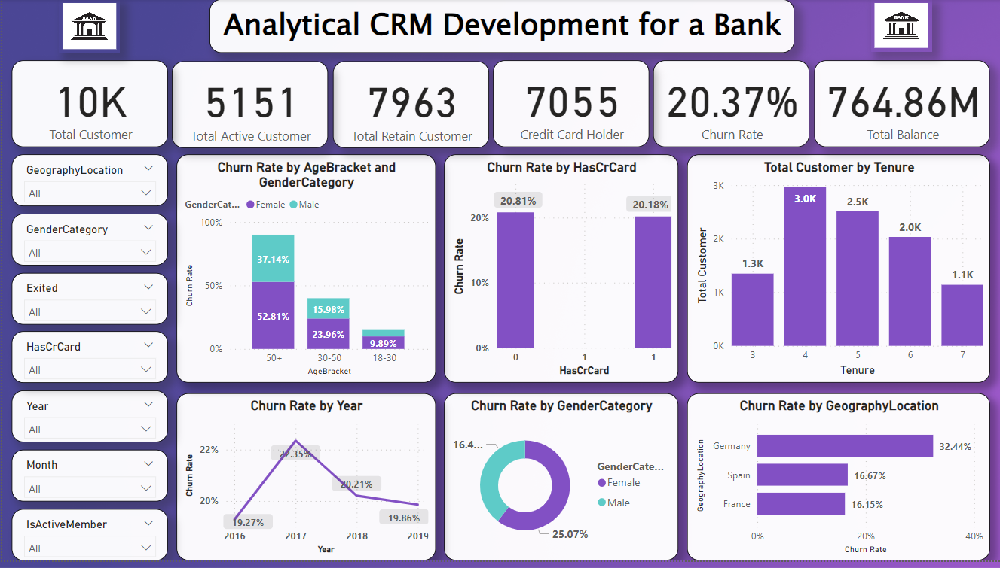 BANK
Analytical CRM Development for a Bank
BANK
10K
Total Customer
5151
Total Active Customer
7963
Total Retain Customer
7055
Credit Card Holder
20.37%
Churn Rate
764.86M
Total Balance
GeographyLocation
All
GenderCategory
All
Exited
All
HasCrCard
All
Year
All
Month
All
IsActiveMember
All
Churn Rate by AgeBracket and
GenderCategory
GenderCat... Female Male
Churn Rate
100%
50%
0%
37.14%
52.81%
15.98%
23.96%
9.89%
50+ 30-50 18-30
AgeBracket
Churn Rate by HasCrCard
Churn Rate
20%
10%
0%
20.81%
20.18%
0 1 1
HasCrCard
Total Customer by Tenure
Total Customer
3K
2K
1K
0K
1.3K
3.0K
2.5K
2.0K
1.1K
3 4 5 6 7
Tenure
Churn Rate by Year
Churn Rate
22%
20%
19.27%
22.35%
20.21%
19.86%
2016 2017 2018 2019
Year
Churn Rate by GenderCategory
16.4...
25.07%
GenderCate...
Female
Male
Churn Rate by GeographyLocation
GeographyLocation
Germany 32.44%
Spain 16.67%
France 16.15%
0% 20% 40%
Churn Rate